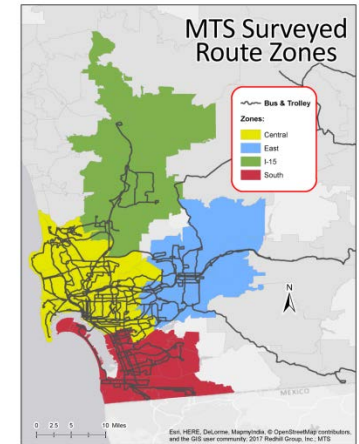 MTS Surveyed
Route Zones
Bus & Trolley
Zones:
Central
East
I-15
South
N
MEXICO
0 2.5 5 10 Miles
Esri, HERE, DeLorme, MapmyIndia, © OpenStreetMap contributors,
and the GIS user community; 2017 Redhill Group, Inc.; MTS